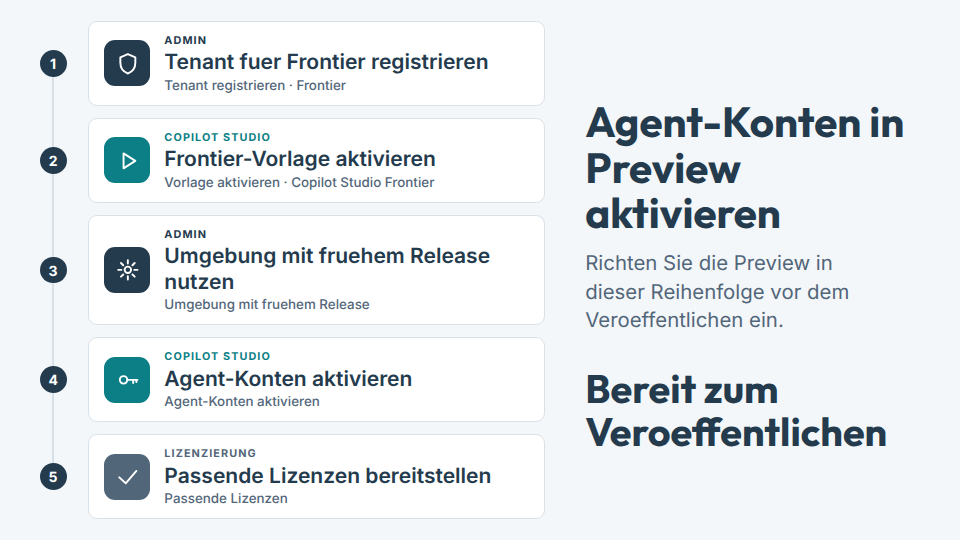 1
ADMIN
Tenant fuer Frontier registrieren
Tenant registrieren · Frontier
2
COPILOT STUDIO
Frontier-Vorlage aktivieren
Vorlage aktivieren · Copilot Studio Frontier
3
ADMIN
Umgebung mit fruehem Release
nutzen
Umgebung mit fruehem Release
4
COPILOT STUDIO
Agent-Konten aktivieren
Agent-Konten aktivieren
5
LIZENZIERUNG
Passende Lizenzen bereitstellen
Passende Lizenzen
Agent-Konten in
Preview
aktivieren
Richten Sie die Preview in
dieser Reihenfolge vor dem
Veroeffentlichen ein.
Bereit zum
Veroeffentlichen